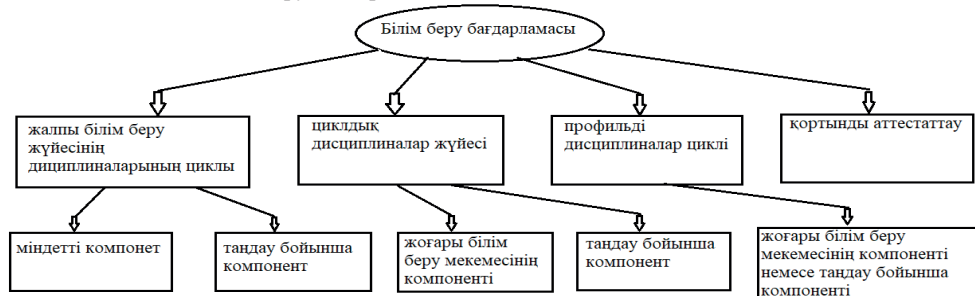 Білім беру бағдарламасы
жалпы білім беру
жүйесінің
дициплиналарының циклы
циклдық
дисциплиналар жүйесі
профильді
дисциплиналар циклі
қортынды аттестаттау
міндетті компонет
таңдау бойынша
компонент
жоғары білім
беру мекемесінің
компоненті
таңдау бойынша
компонент
жоғары білім беру
мекемесінің компоненті
немесе таңдау бойынша
компоненті